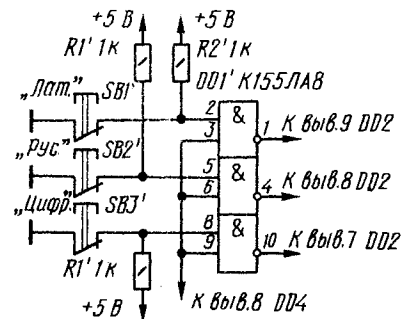 +5 В +5 В
R1' 1к R2' 1к
DD1' К155ЛА8
„Лат." SB1'
„Рус" SB2'
„Цифр." SB3'
R1' 1к
+5 В
2 & 1 К выв.9 DD2
3
5 & 4 К выв.8 DD2
6
8 & 10 К выв.7 DD2
9
К выв.8 DD4